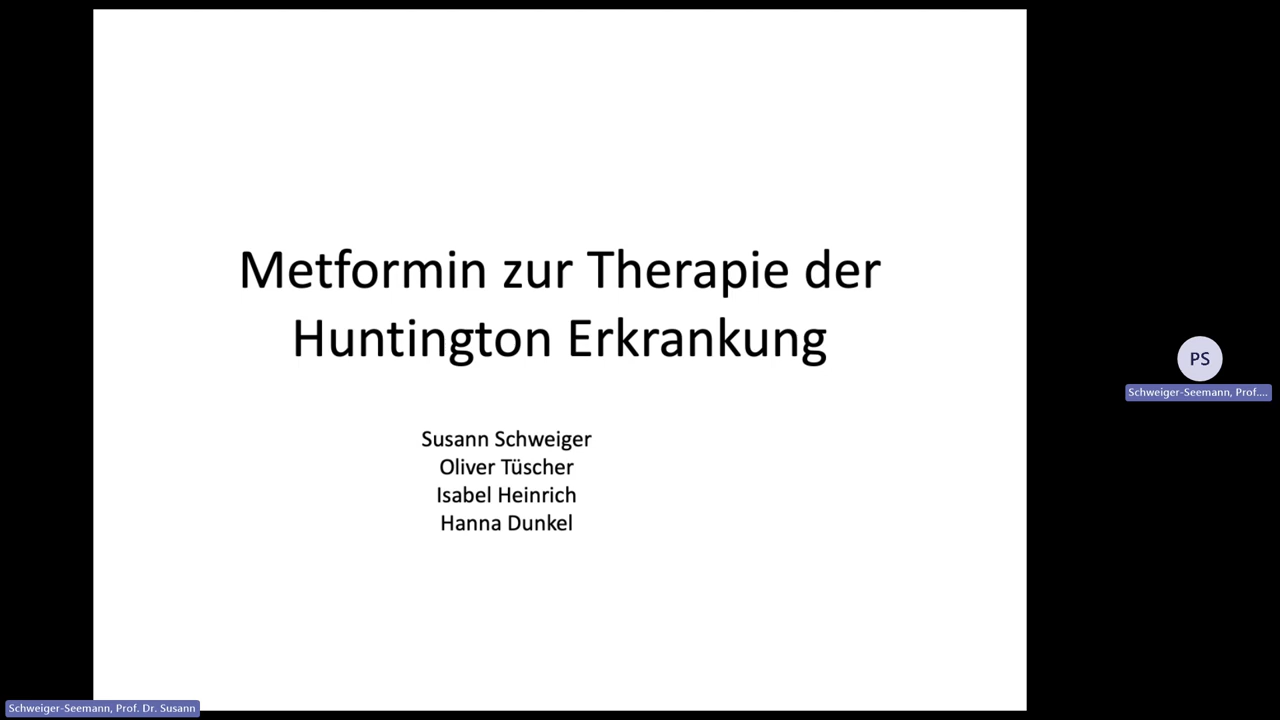 Metformin zur Therapie der
Huntington Erkrankung
Susann Schweiger
Oliver Tüscher
Isabel Heinrich
Hanna Dunkel
PS
Schweiger-Seemann, Prof....
Schweiger-Seemann, Prof. Dr. Susann